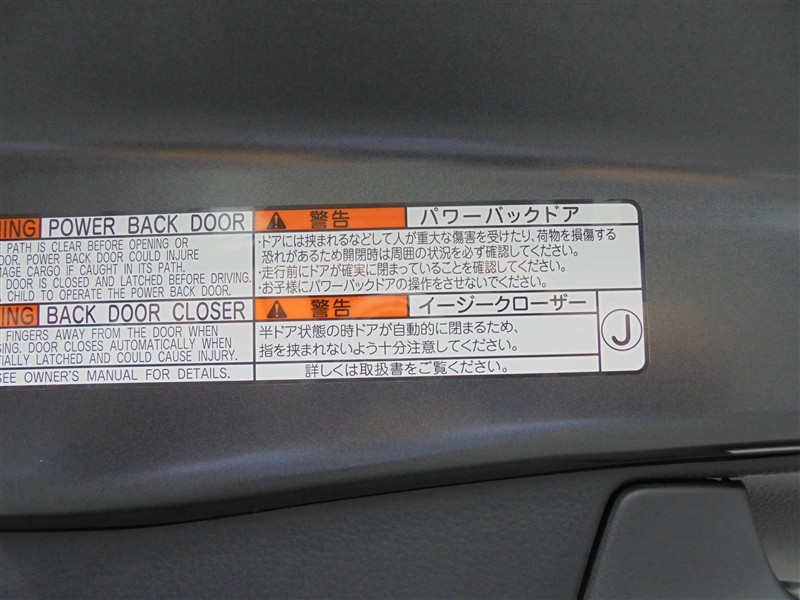 NING POWER BACK DOOR
PATH IS CLEAR BEFORE OPENING OR
OOR. POWER BACK DOOR COULD INJURE
MAGE CARGO IF CAUGHT IN ITS PATH.
DOOR IS CLOSED AND LATCHED BEFORE DRIVING.
A CHILD TO OPERATE THE POWER BACK DOOR.
NING BACK DOOR CLOSER
FINGERS AWAY FROM THE DOOR WHEN
SING. DOOR CLOSES AUTOMATICALLY WHEN
TIALLY LATCHED AND COULD CAUSE INJURY.
SEE OWNER'S MANUAL FOR DETAILS.
警告 パワーバックドア
・ドアには挟まれるなどして人が重大な傷害を受けたり、荷物を損傷する
恐れがあるため開閉時は周囲の状況を必ず確認してください。
・走行前にドアが確実に閉まっていることを確認してください。
・お子様にパワーバックドアの操作をさせないでください。
警告 イージークローザー
半ドア状態の時ドアが自動的に閉まるため、
指を挟まれないよう十分注意してください。
J
詳しくは取扱書をご覧ください。